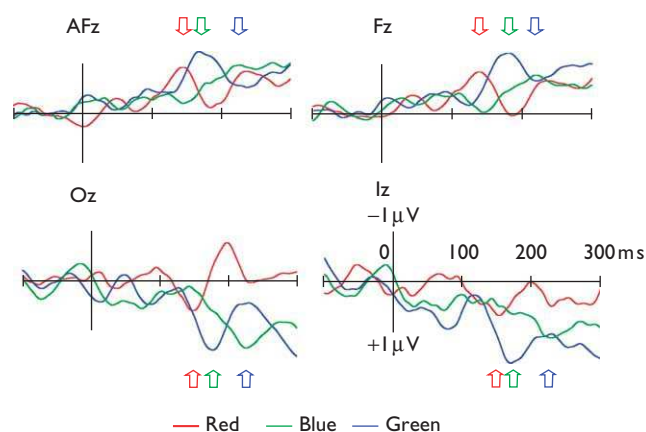 AFz
Fz
Oz
Iz
−1 μV
0 100 200 300 ms
+1 μV
Red Blue Green